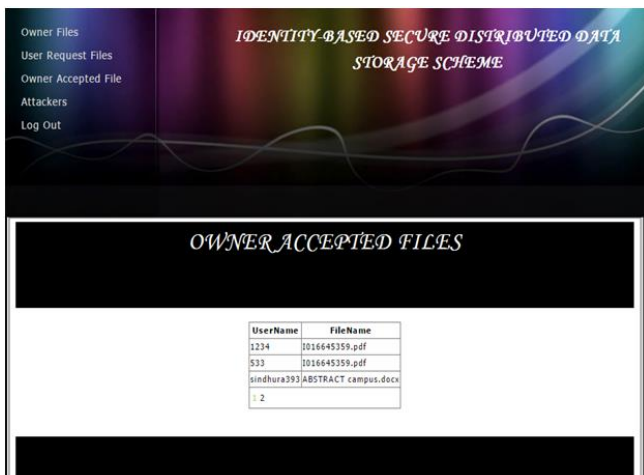 Owner Files
User Request Files
Owner Accepted File
Attackers
Log Out
IDENTITY-BASED SECURE DISTRIBUTED DATA
STORAGE SCHEME
OWNER ACCEPTED FILES
UserName FileName
1234 I016645359.pdf
533 I016645359.pdf
sindhura393 ABSTRACT campus.docx
1 2